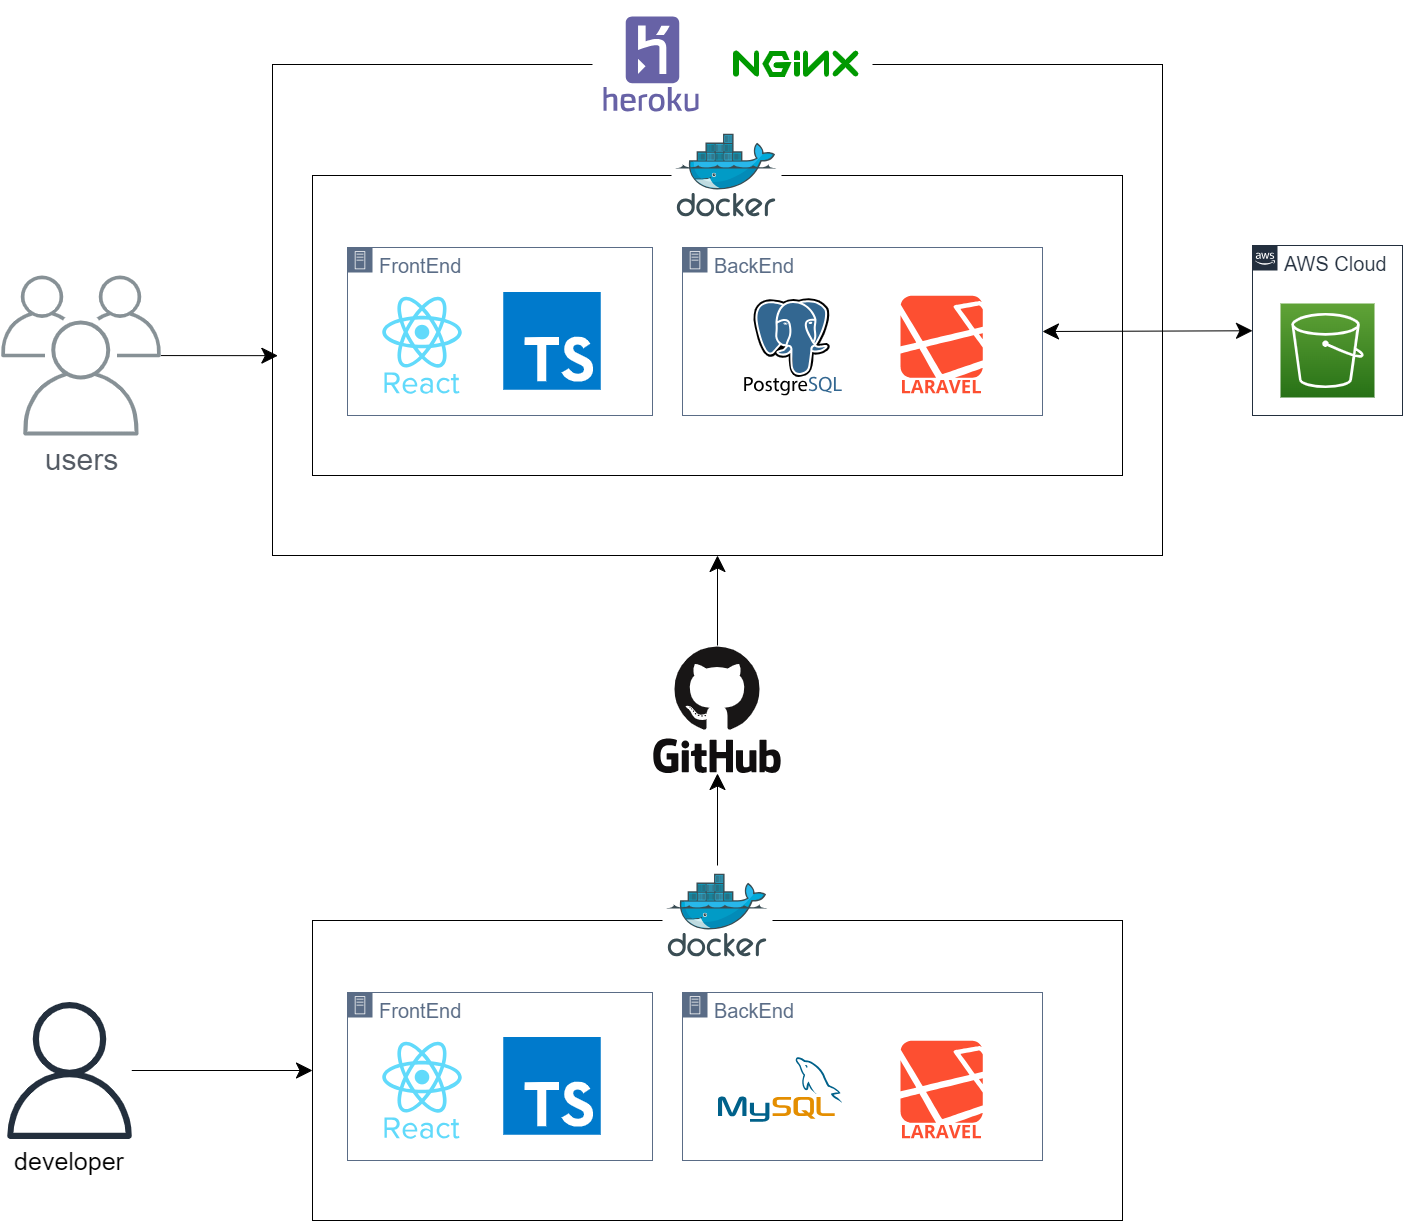 heroku
NGiNX
docker
FrontEnd
BackEnd
aws
AWS Cloud
React
TS
PostgreSQL
LARAVEL
users
GitHub
docker
FrontEnd
BackEnd
React
TS
MySQL
LARAVEL
developer